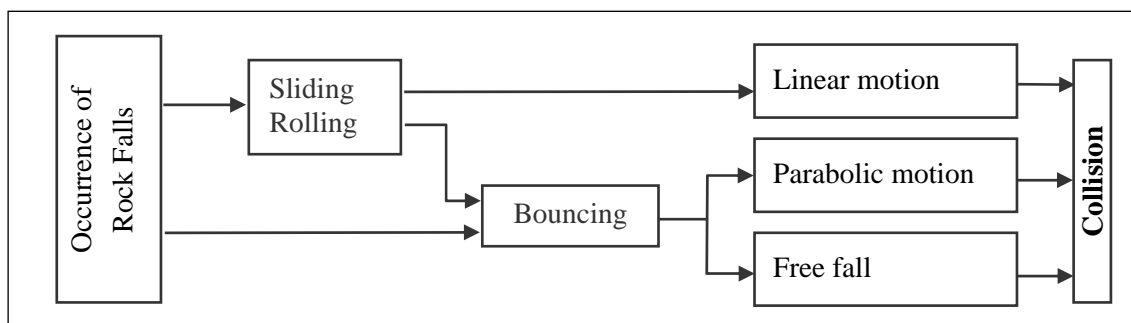 Occurrence of
Rock Falls
Sliding
Rolling
Bouncing
Linear motion
Parabolic motion
Free fall
Collision